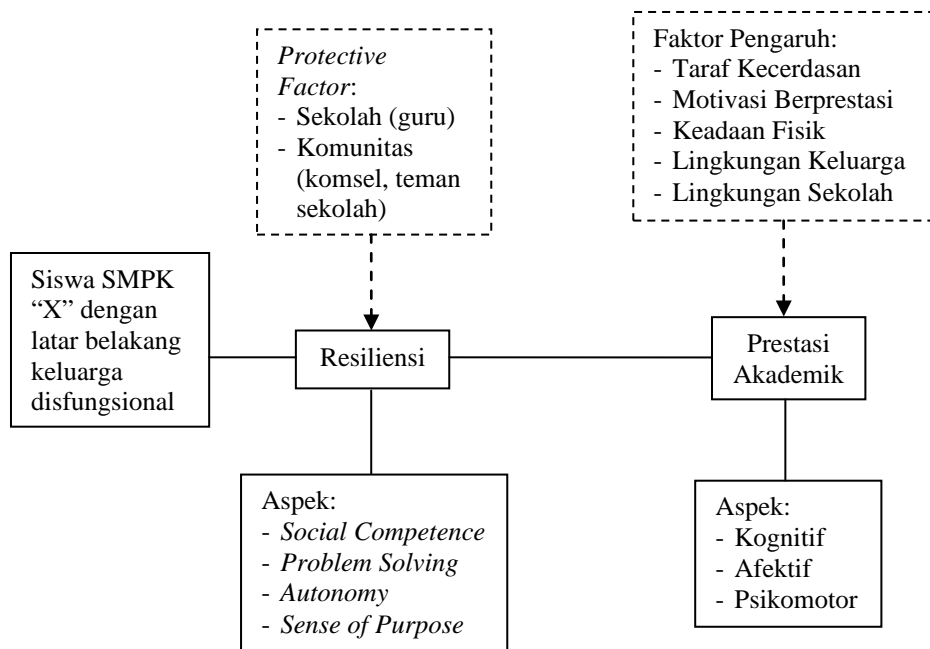 Protective
Factor:
- Sekolah (guru)
- Komunitas
(komsel, teman
sekolah)
Faktor Pengaruh:
- Taraf Kecerdasan
- Motivasi Berprestasi
- Keadaan Fisik
- Lingkungan Keluarga
- Lingkungan Sekolah
Siswa SMPK
“X” dengan
latar belakang
keluarga
disfungsional
Resiliensi
Prestasi
Akademik
Aspek:
- Social Competence
- Problem Solving
- Autonomy
- Sense of Purpose
Aspek:
- Kognitif
- Afektif
- Psikomotor